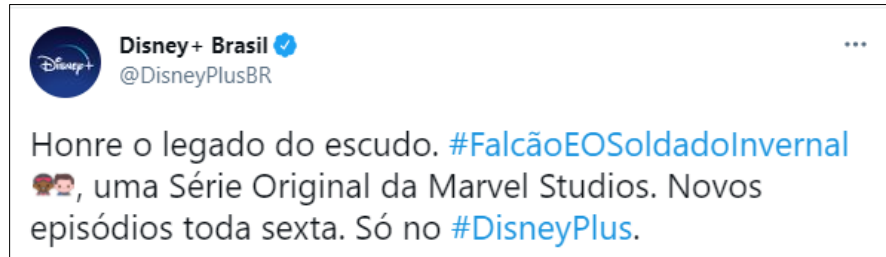 Disney+
Disney+ Brasil
@DisneyPlusBR
Honre o legado do escudo. #FalcãoEOSoldadoInvernal
, uma Série Original da Marvel Studios. Novos
episódios toda sexta. Só no #DisneyPlus.